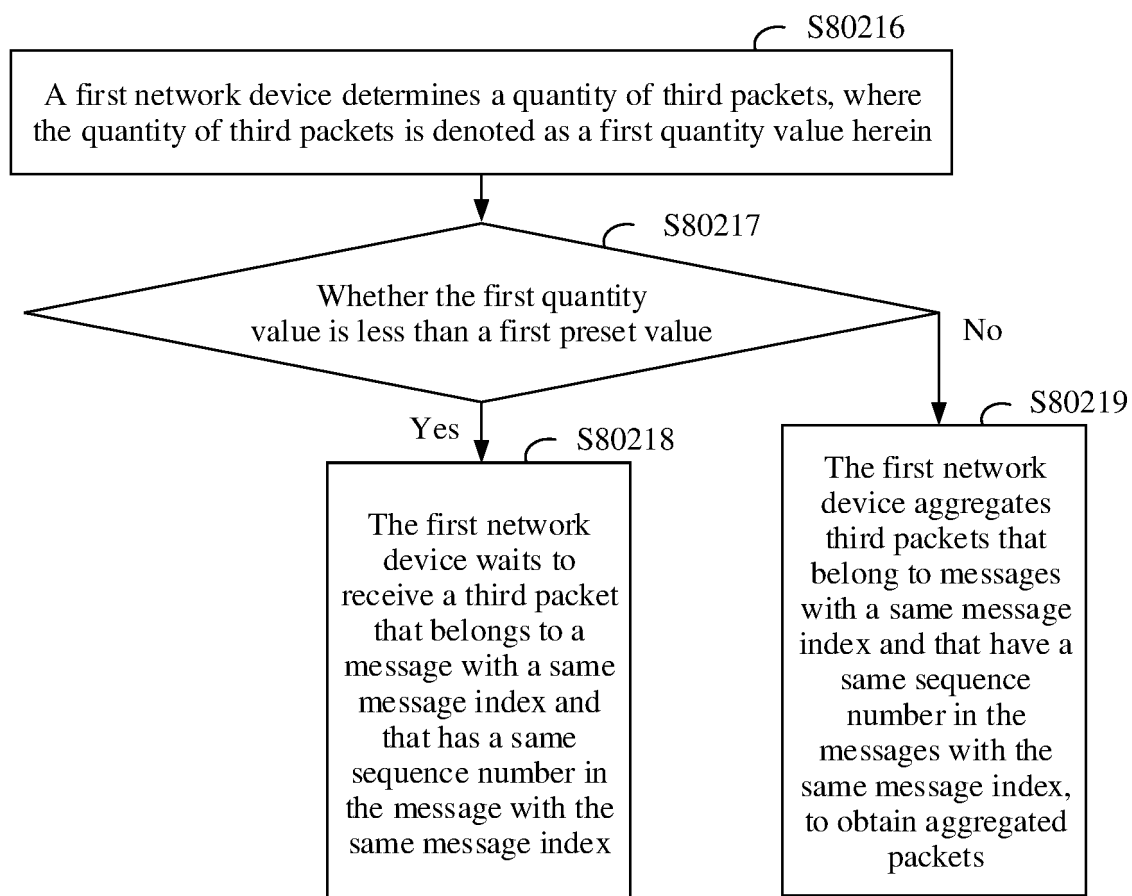 S80216
A first network device determines a quantity of third packets, where
the quantity of third packets is denoted as a first quantity value herein
S80217
Whether the first quantity
value is less than a first preset value
No
Yes
S80218
The first network
device waits to
receive a third packet
that belongs to a
message with a same
message index and
that has a same
sequence number in
the message with the
same message index
S80219
The first network
device aggregates
third packets that
belong to messages
with a same message
index and that have a
same sequence
number in the
messages with the
same message index,
to obtain aggregated
packets